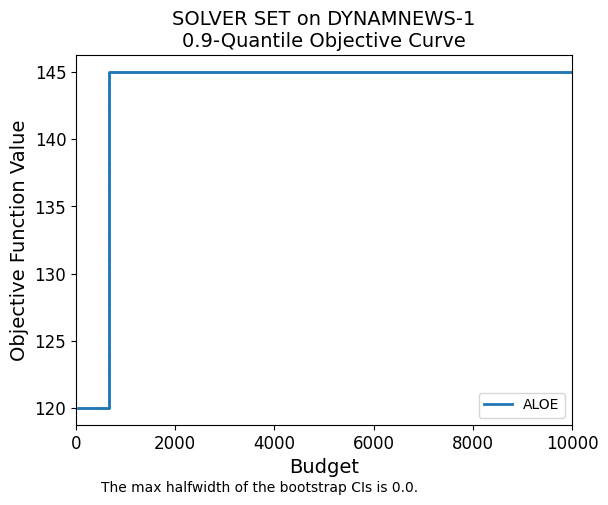 SOLVER SET on DYNAMNEWS-1
0.9-Quantile Objective Curve
Objective Function Value
145
140
135
130
125
120
ALOE
0 2000 4000 6000 8000 10000
Budget
The max halfwidth of the bootstrap CIs is 0.0.